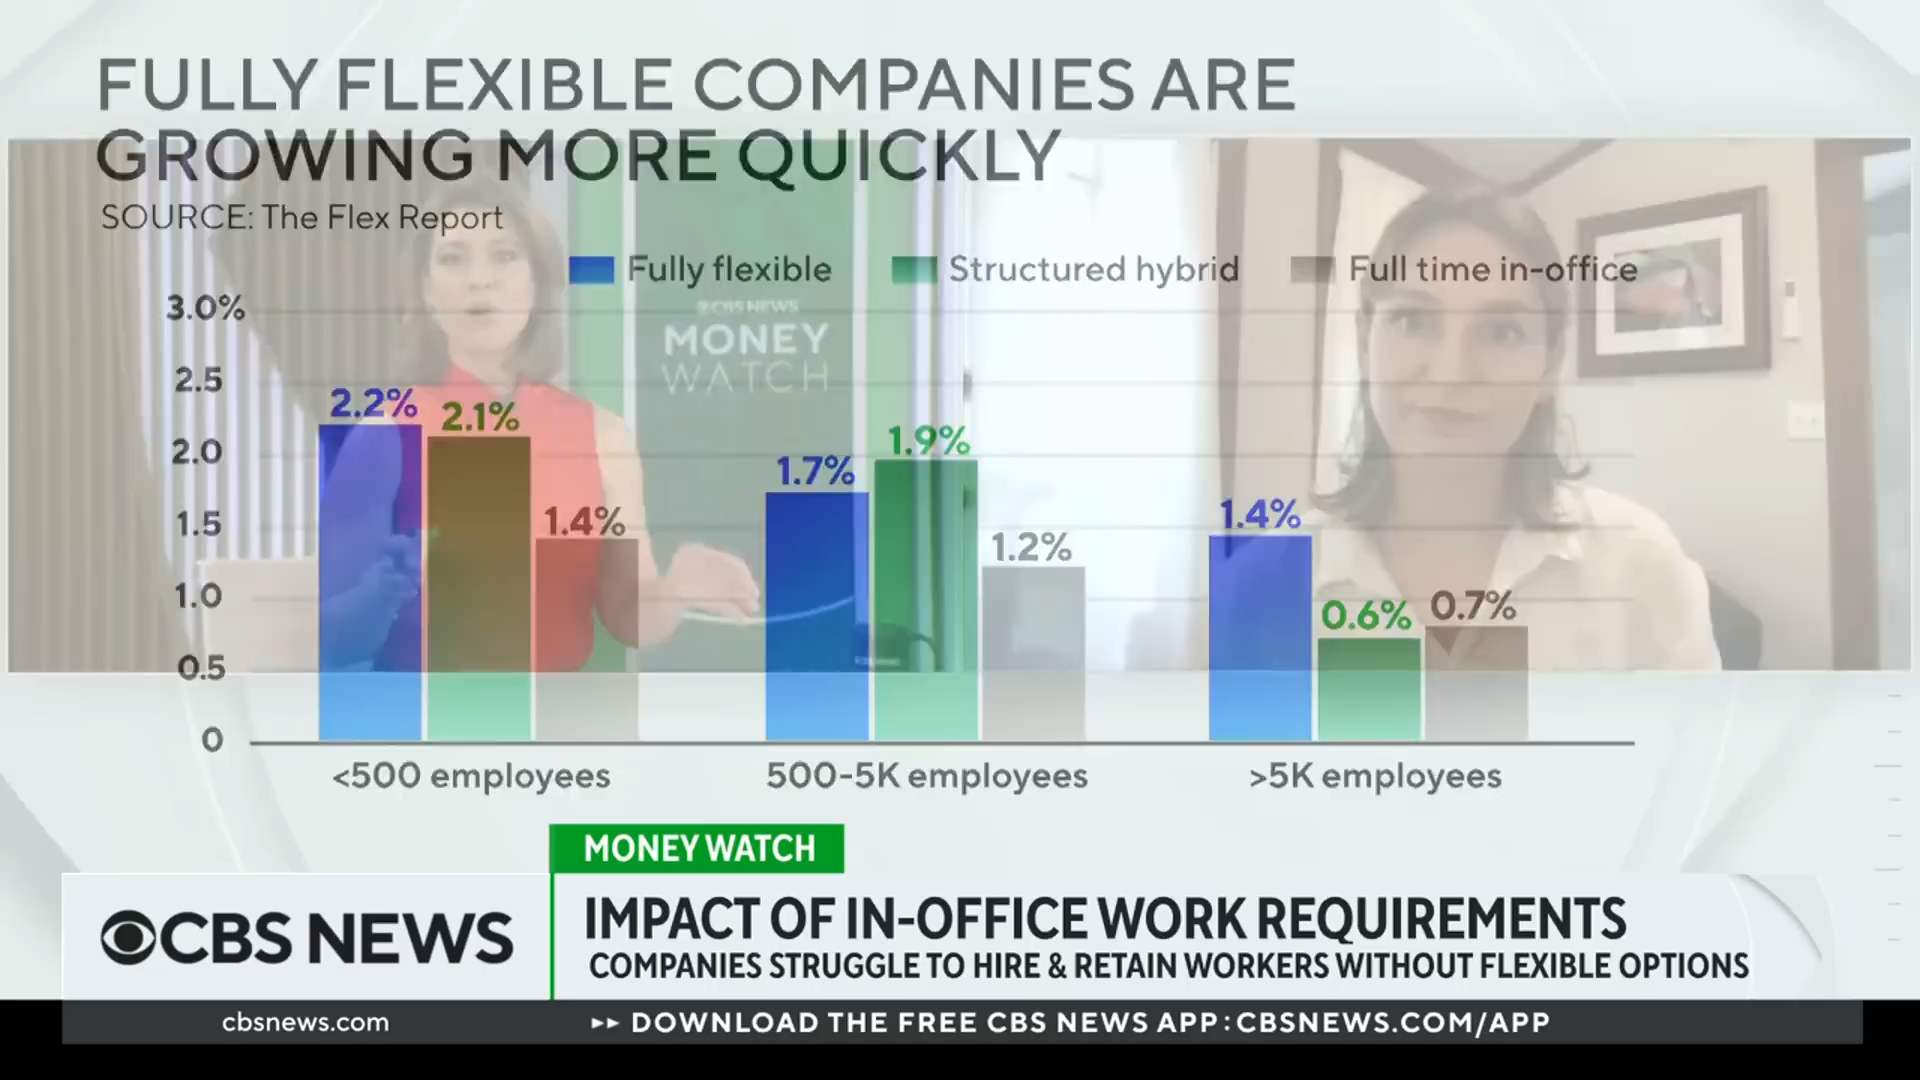 FULLY FLEXIBLE COMPANIES ARE
GROWING MORE QUICKLY
SOURCE: The Flex Report
Fully flexible
Structured hybrid
Full time in-office
CBS NEWS
MONEY
WATCH
3.0%
2.5
2.0
1.5
1.0
0.5
0
2.2%
2.1%
1.4%
1.7%
1.9%
1.2%
1.4%
0.6%
0.7%
<500 employees
500-5K employees
>5K employees
MONEY WATCH
CBS NEWS
IMPACT OF IN-OFFICE WORK REQUIREMENTS
COMPANIES STRUGGLE TO HIRE & RETAIN WORKERS WITHOUT FLEXIBLE OPTIONS
cbsnews.com
DOWNLOAD THE FREE CBS NEWS APP:CBSNEWS.COM/APP